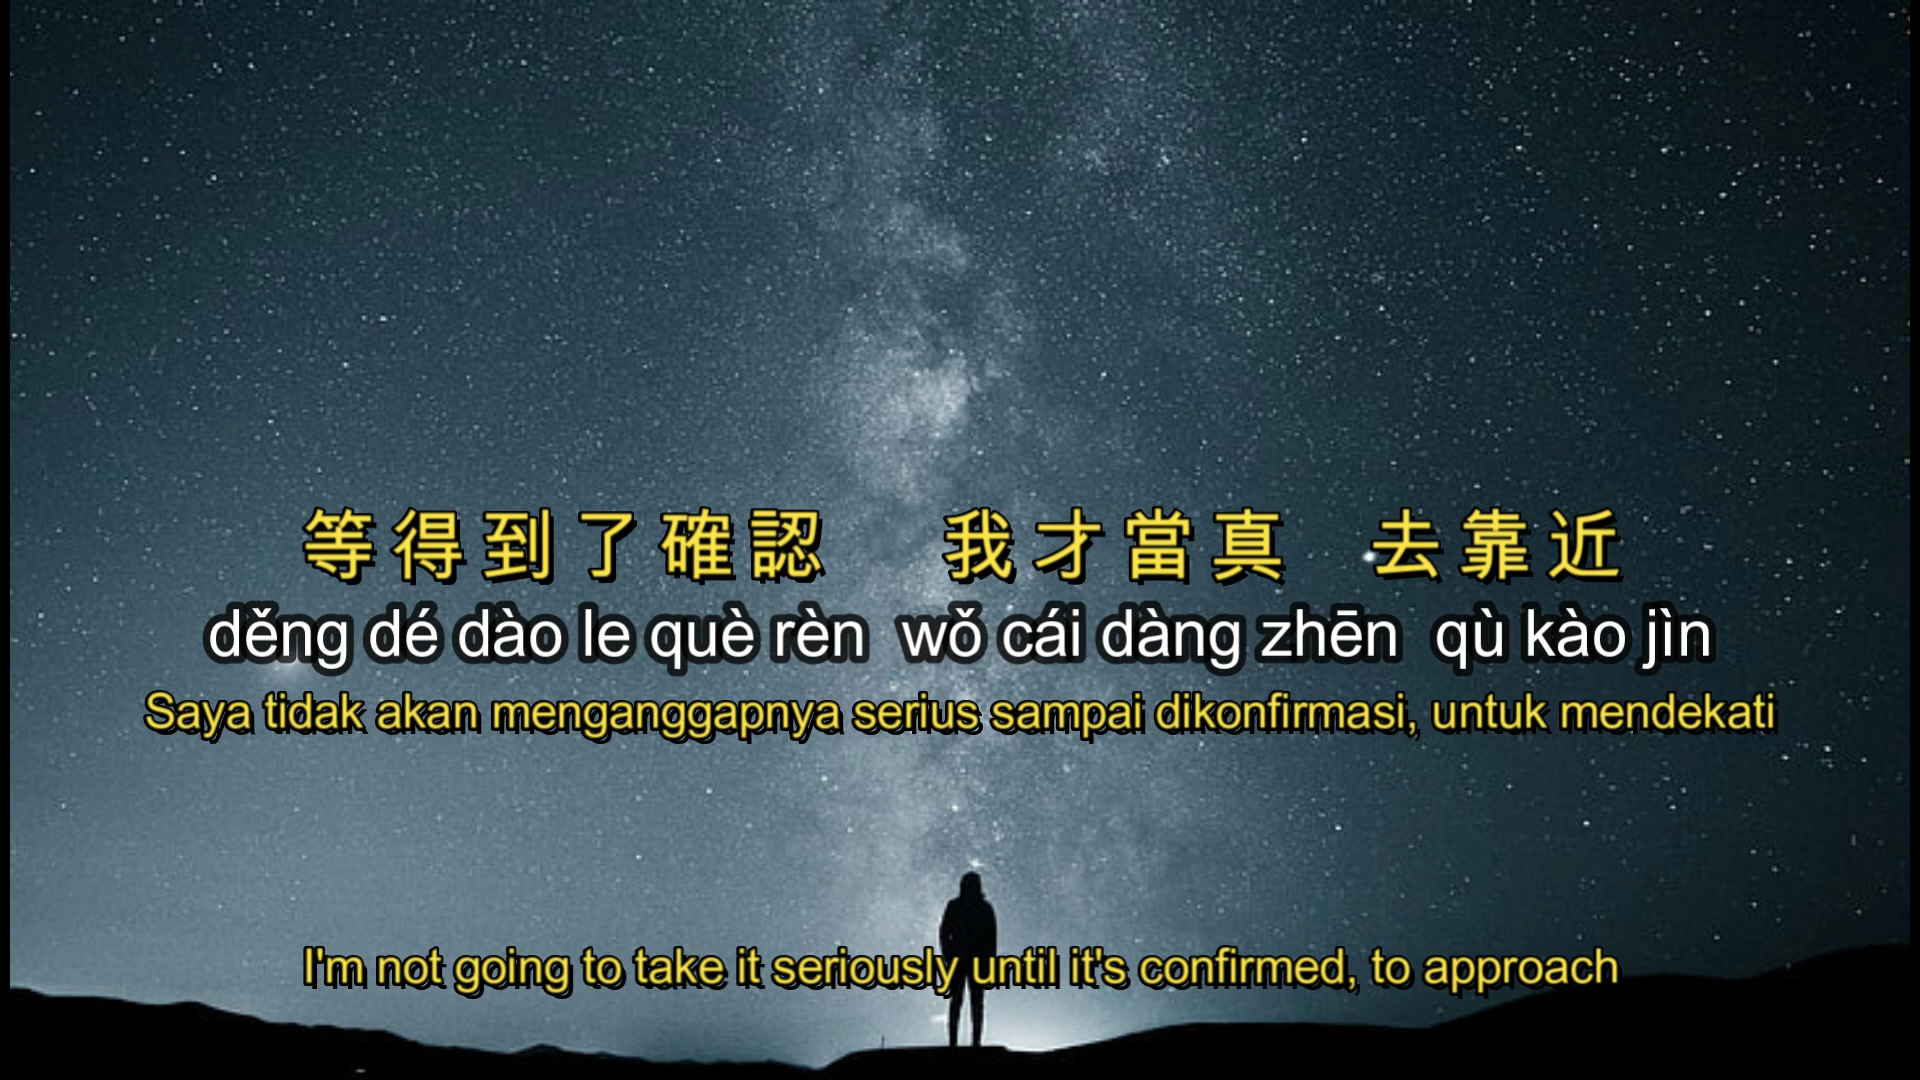 等得到了確認 我才當真 去靠近
děng dé dào le què rèn wǒ cái dàng zhēn qù kào jìn
Saya tidak akan menganggapnya serius sampai dikonfirmasi, untuk mendekati
I'm not going to take it seriously until it's confirmed, to approach